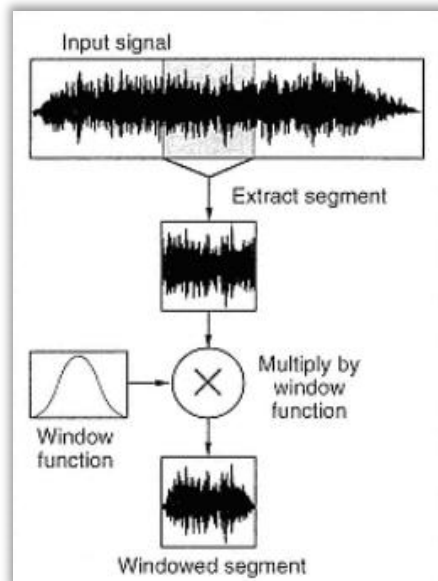 Input signal
Extract segment
Multiply by
window
function
Window
function
Windowed segment